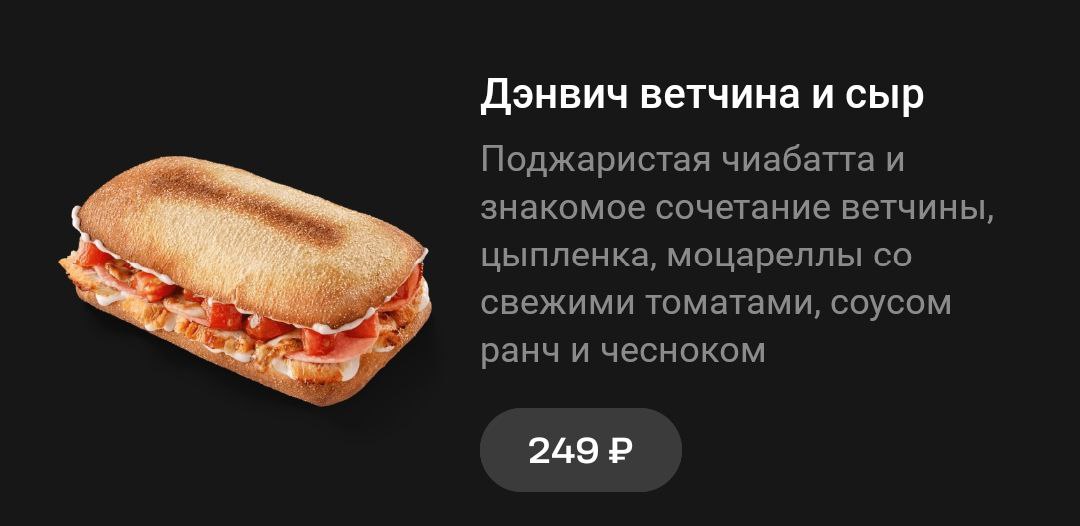 Дэнвич ветчина и сыр
Поджаристая чиабатта и
знакомое сочетание ветчины,
цыпленка, моцареллы со
свежими томатами, соусом
ранч и чесноком
249 ₽